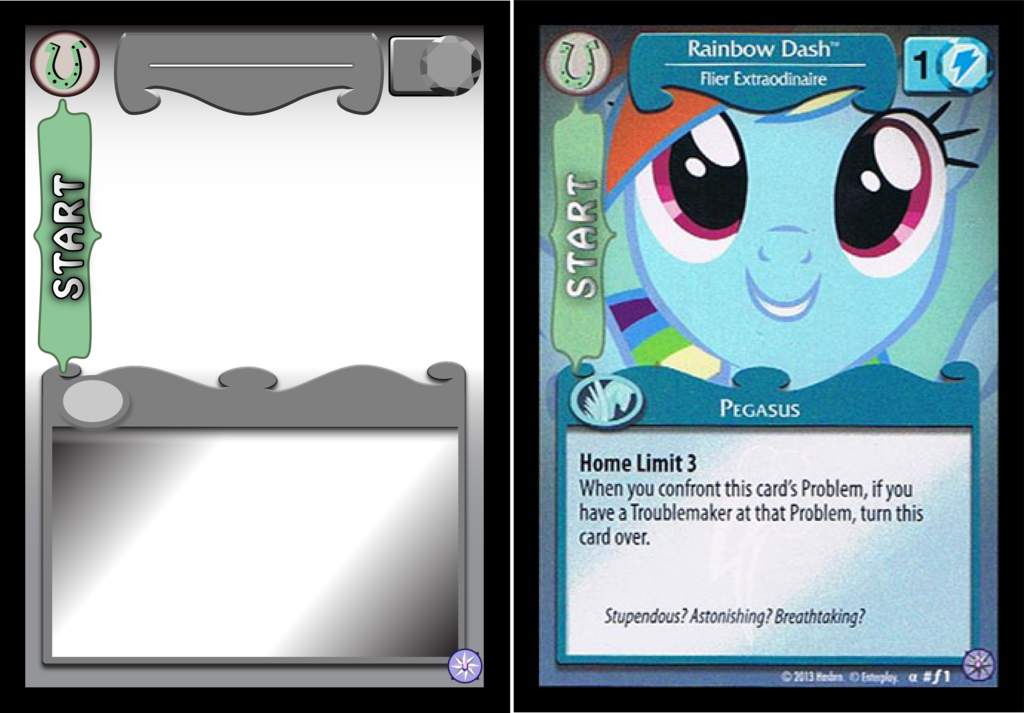 START
Rainbow Dash™
Flier Extraodinaire
1
START
PEGASUS
Home Limit 3
When you confront this card's Problem, if you
have a Troublemaker at that Problem, turn this
card over.
Stupendous? Astonishing? Breathtaking?
© 2013 Hasbro. © Enterplay. α #ƒ1